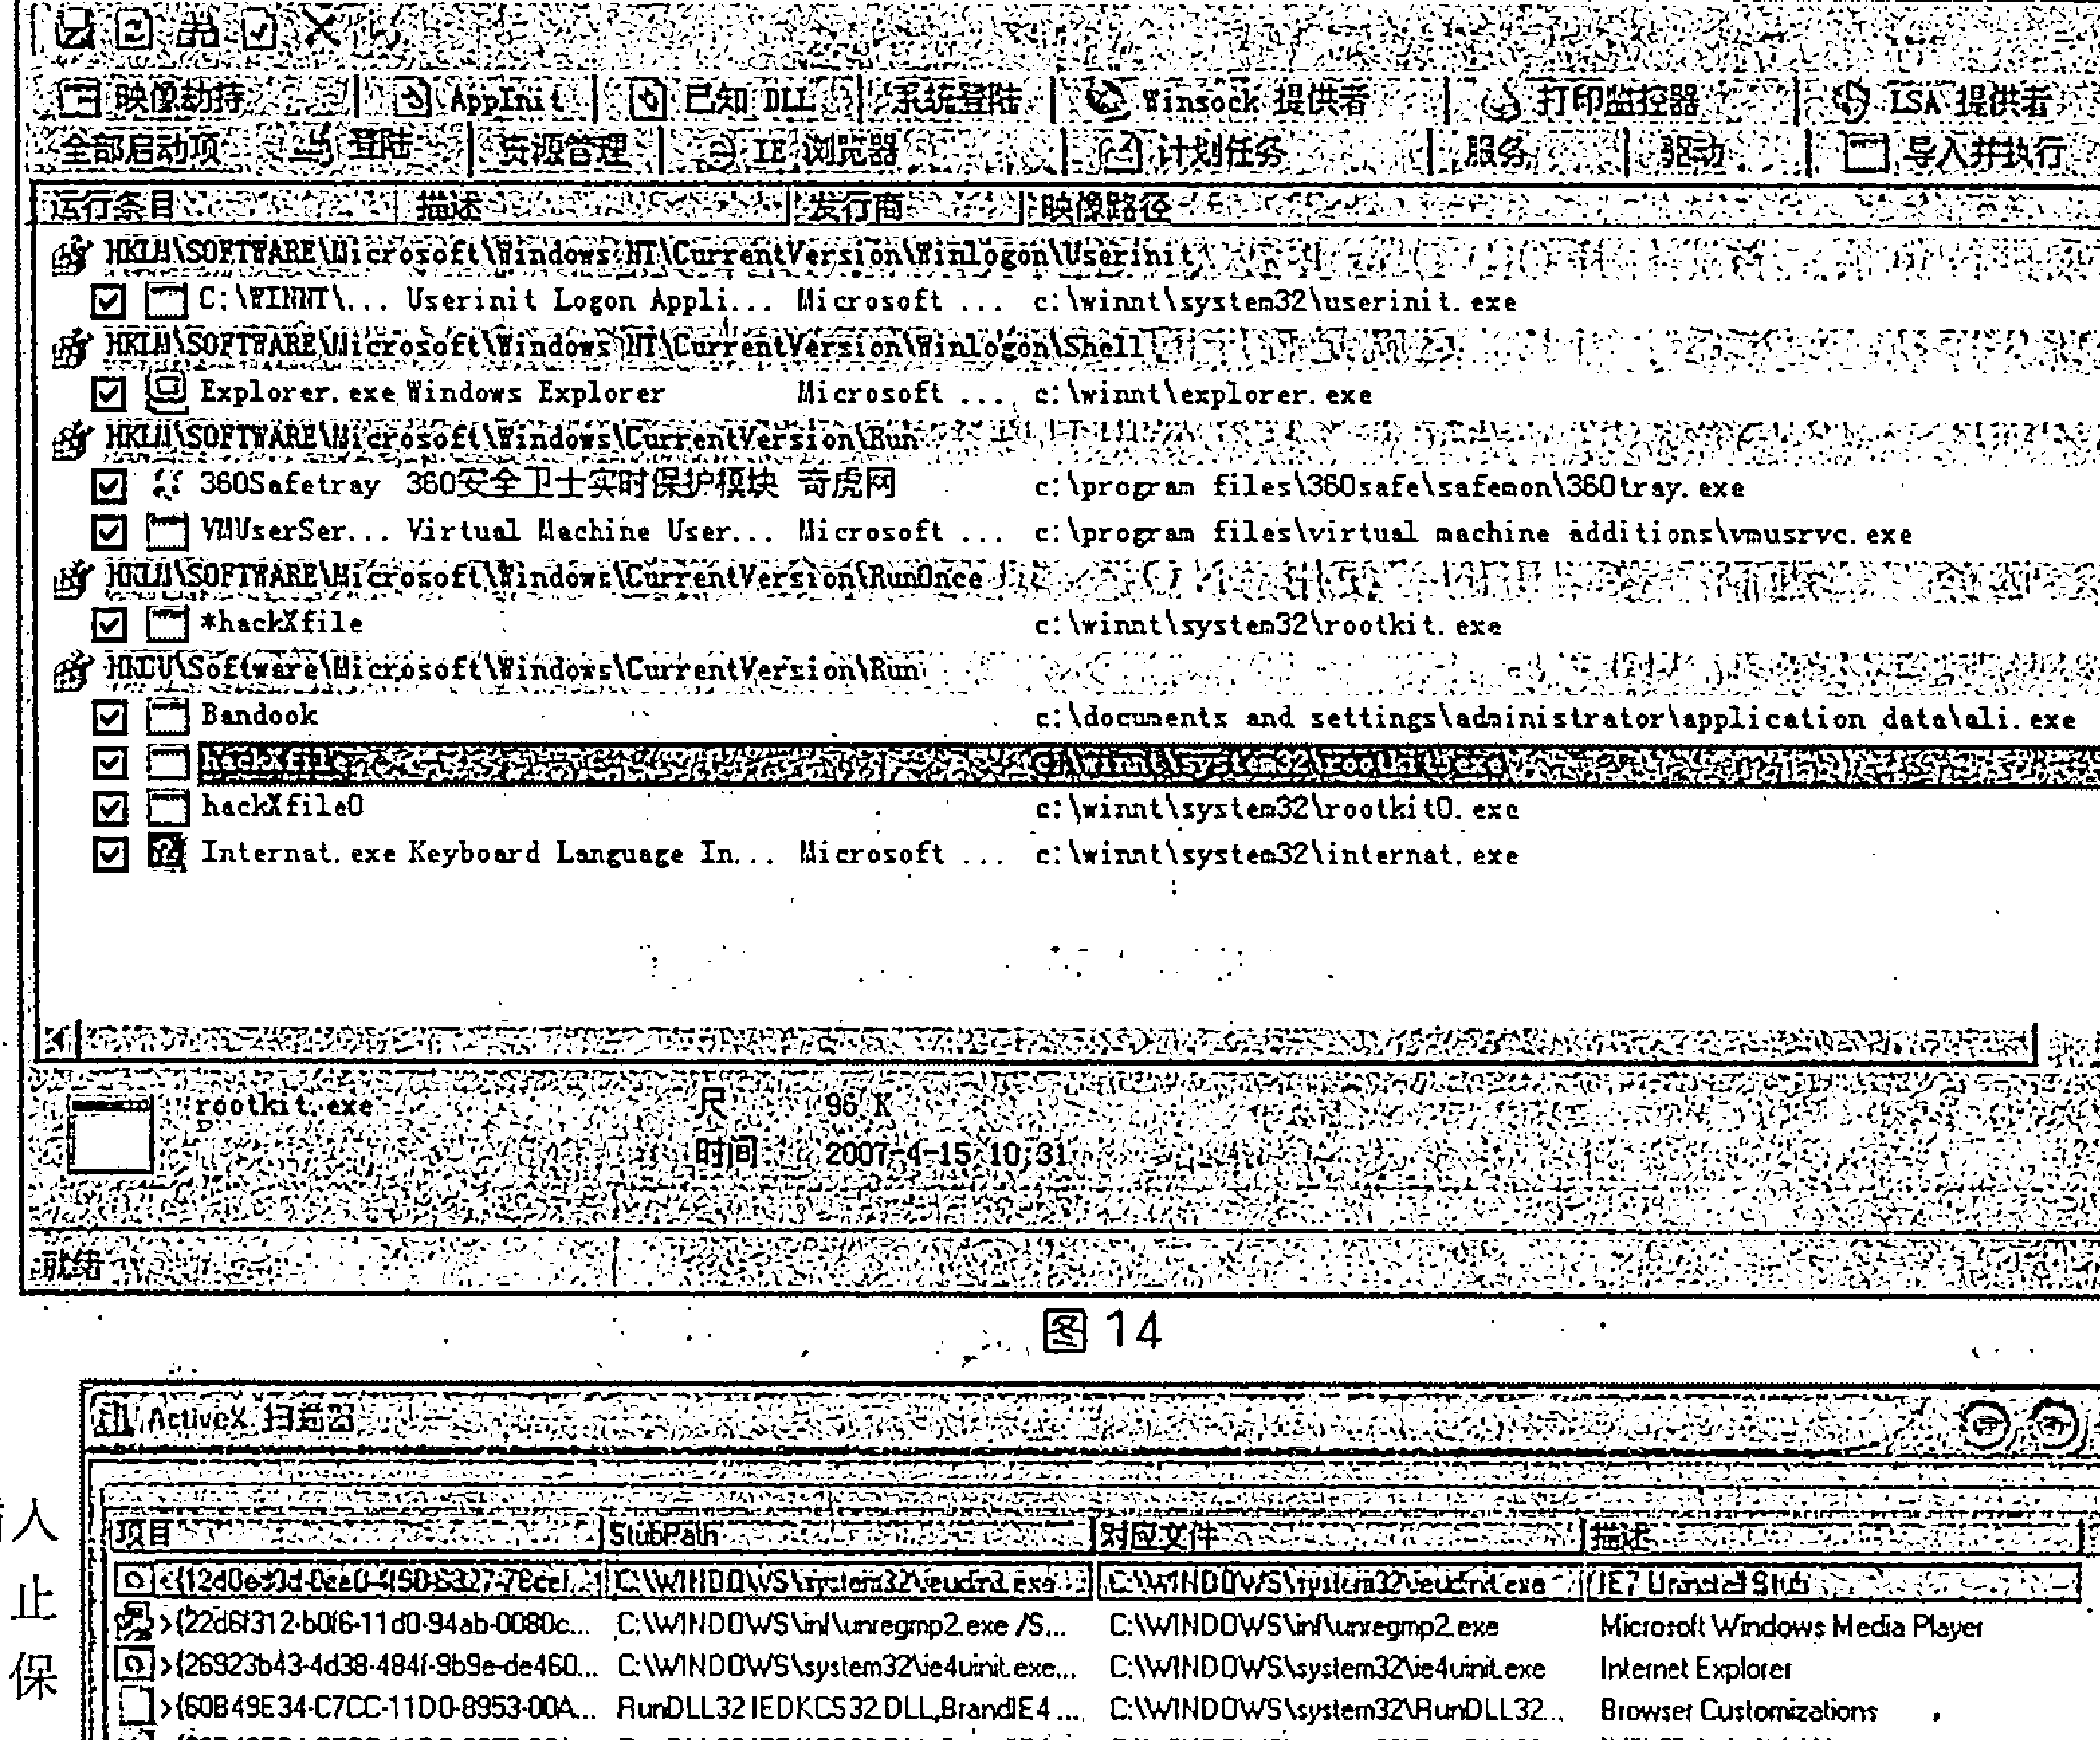 映像劫持 AppInit 已知 DLL 系统登陆 Winsock 提供者 打印监控器 LSA 提供者
全部启动项 登陆 资源管理 IE 浏览器 计划任务 服务 驱动 导入并执行
运行条目 描述 发行商 映像路径
HKLM\SOFTWARE\Microsoft\Windows NT\CurrentVersion\Winlogon\Userinit
C:\WINNT\... Userinit Logon Appli... Microsoft ... c:\winnt\system32\userinit.exe
HKLM\SOFTWARE\Microsoft\Windows NT\CurrentVersion\Winlogon\Shell
Explorer.exe Windows Explorer Microsoft ... c:\winnt\explorer.exe
HKLM\SOFTWARE\Microsoft\Windows\CurrentVersion\Run
360Safetray 360安全卫士实时保护模块 奇虎网 c:\program files\360safe\safemon\360tray.exe
VMUserSer... Virtual Machine User... Microsoft ... c:\program files\virtual machine additions\vmusrvc.exe
HKLM\SOFTWARE\Microsoft\Windows\CurrentVersion\RunOnce
*hackXfile c:\winnt\system32\rootkit.exe
HKCU\Software\Microsoft\Windows\CurrentVersion\Run
Bandook c:\documents and settings\administrator\application data\ali.exe
hackXfile c:\winnt\system32\rootkit.exe
hackXfile0 c:\winnt\system32\rootkit0.exe
Internat.exe Keyboard Language In... Microsoft ... c:\winnt\system32\internat.exe
rootkit.exe 尺 96 K
时间: 2007-4-15 10:31
就绪
图 14
ActiveX 扫描器
人
止
保
项目 StubPath 对应文件 描述
IE7 Uninstall Stub
>{22d6f312-b0f6-11d0-94ab-0080c... C:\WINDOWS\inf\unregmp2.exe /S... C:\WINDOWS\inf\unregmp2.exe Microsoft Windows Media Player
>{26923b43-4d38-484f-9b9e-de460... C:\WINDOWS\system32\ie4uinit.exe... C:\WINDOWS\system32\ie4uinit.exe Internet Explorer
>{60B49E34-C7CC-11D0-8953-00A... RunDLL32 IEDKCS32.DLL,BrandIE4 ... C:\WINDOWS\system32\RunDLL32... Browser Customizations